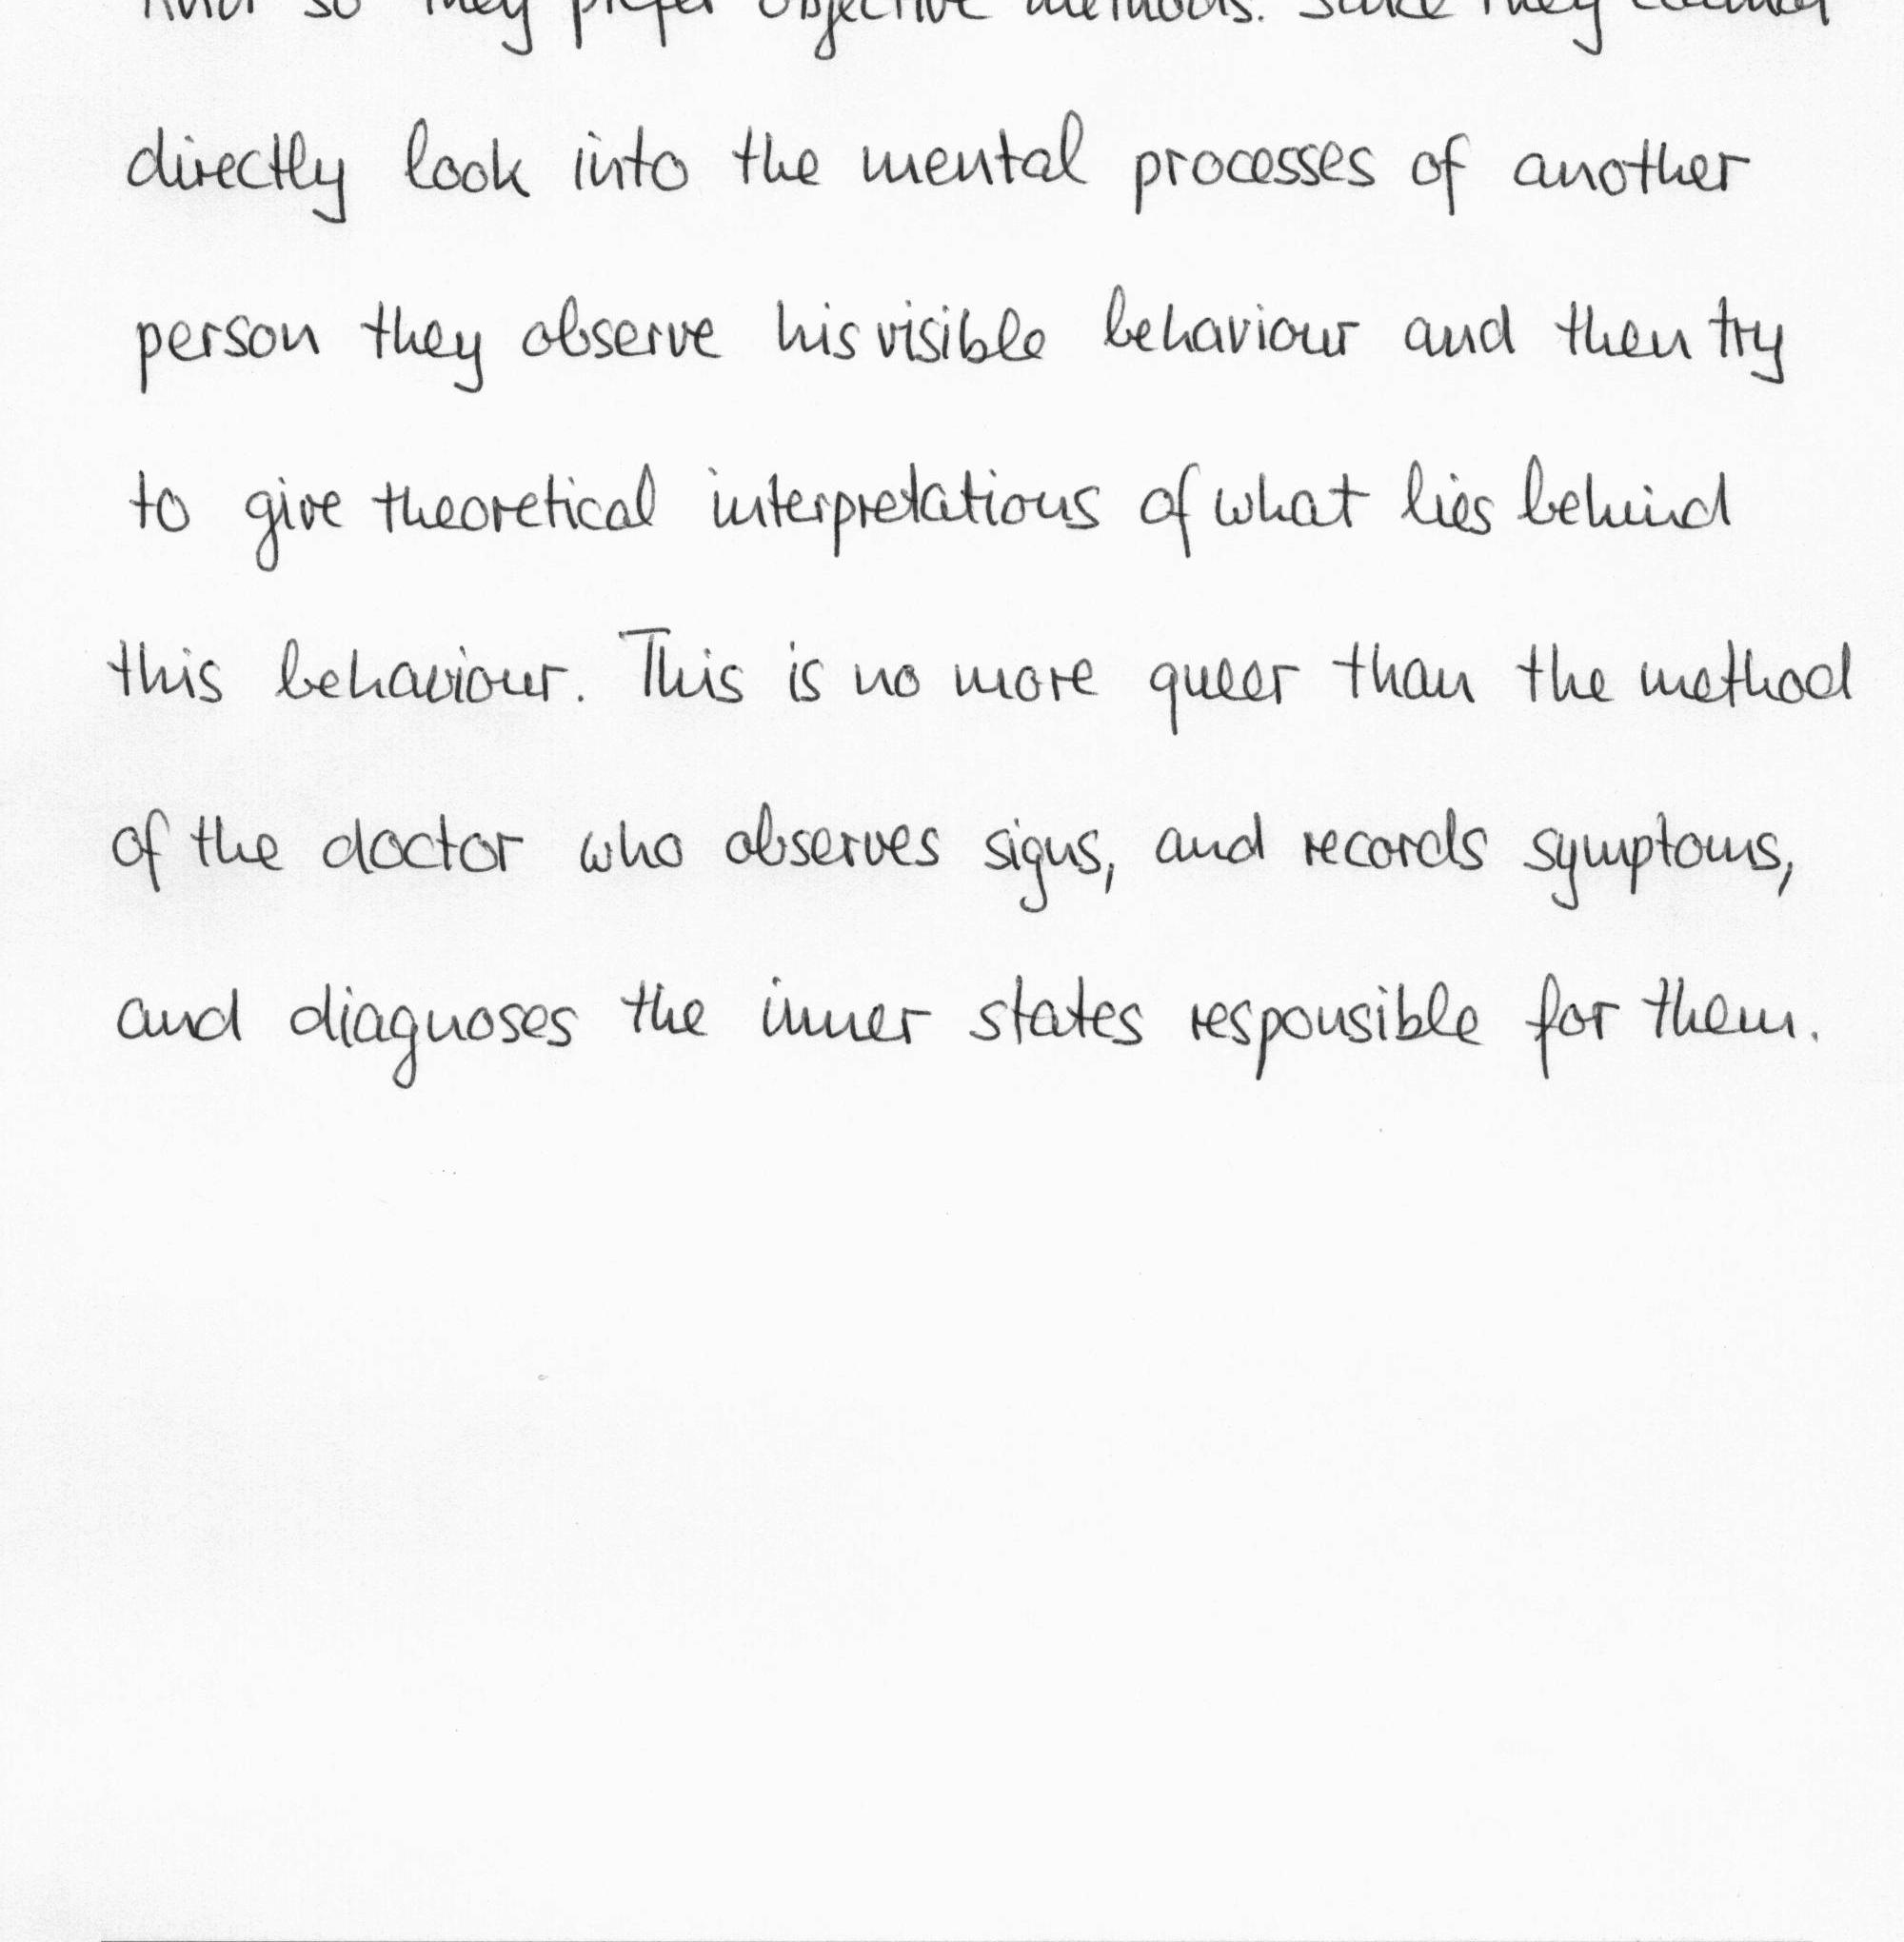 And so they prefer objective methods. Since they cannot
directly look into the mental processes of another
person they observe his visible behaviour and then try
to give theoretical interpretations of what lies behind
this behaviour. This is no more queer than the method
of the doctor who observes signs, and records symptoms,
and diagnoses the inner states responsible for them.